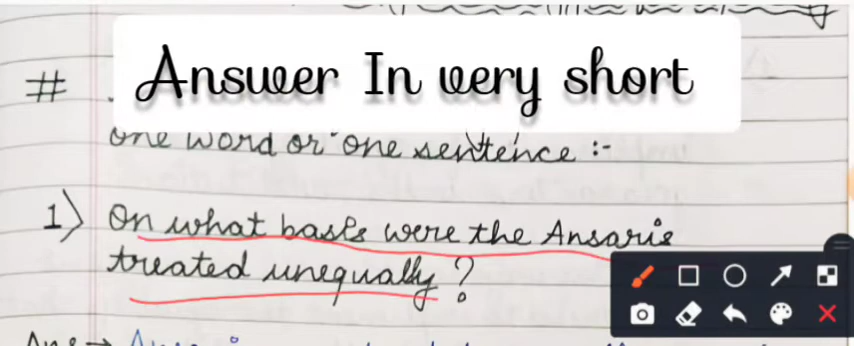 Answer In very short
#
one word or one sentence :-
1) On what basis were the Ansaris
treated unequally ?